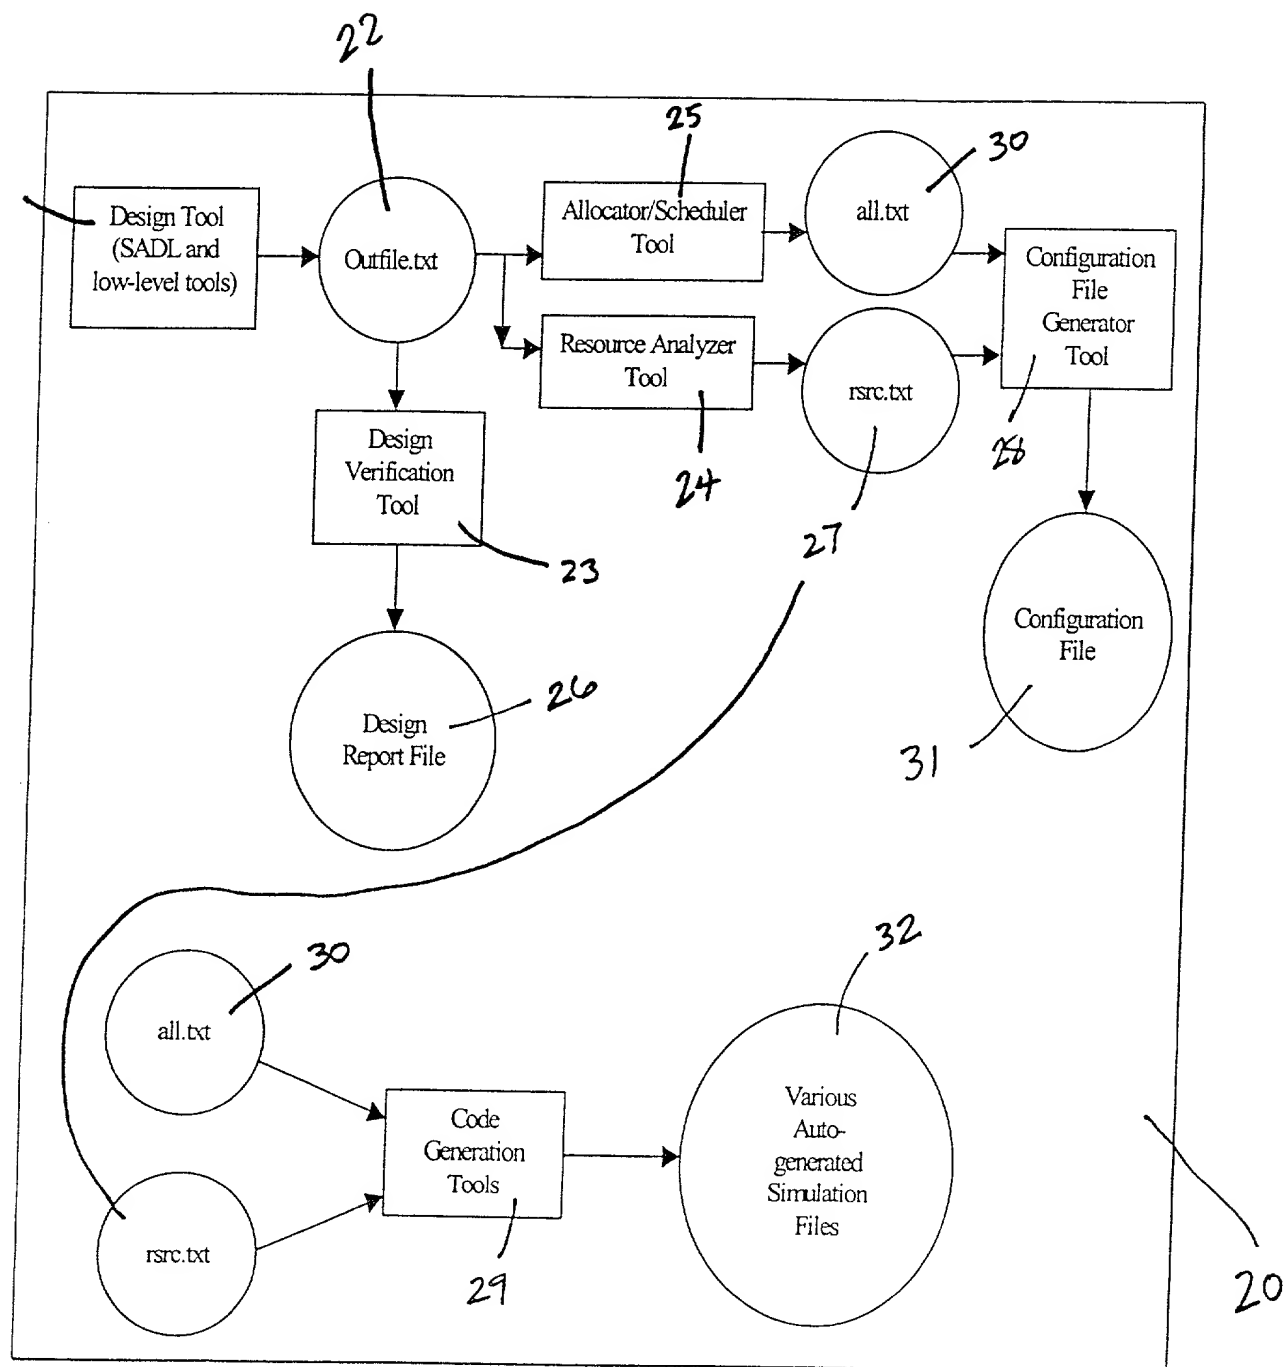 22
25
30
Design Tool
(SADL and
low-level tools)
Outfile.txt
Allocator/Scheduler
Tool
all.txt
Configuration
File
Generator
Tool
Resource Analyzer
Tool
rsrc.txt
28
24
Design
Verification
Tool
23
27
Configuration
File
31
26
Design
Report File
30
32
all.txt
Code
Generation
Tools
Various
Auto-
generated
Simulation
Files
rsrc.txt
29
20